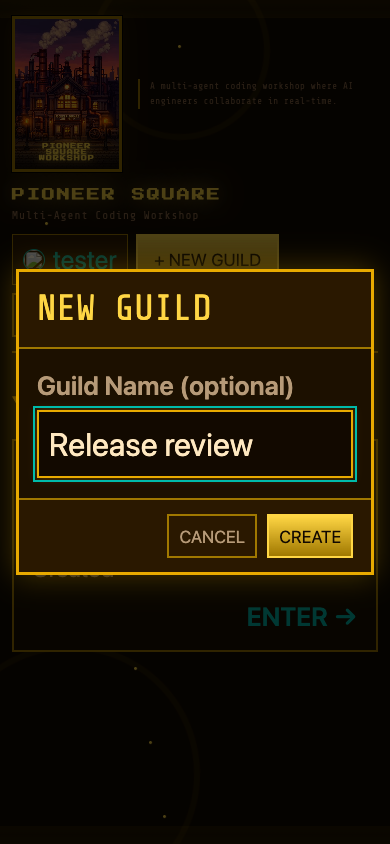 A multi-agent coding workshop where AI
engineers collaborate in real-time.
PIONEER
SQUARE
WORKSHOP
PIONEER SQUARE
Multi-Agent Coding Workshop
tester
+ NEW GUILD
NEW GUILD
Guild Name (optional)
Release review
CANCEL
CREATE
ENTER →